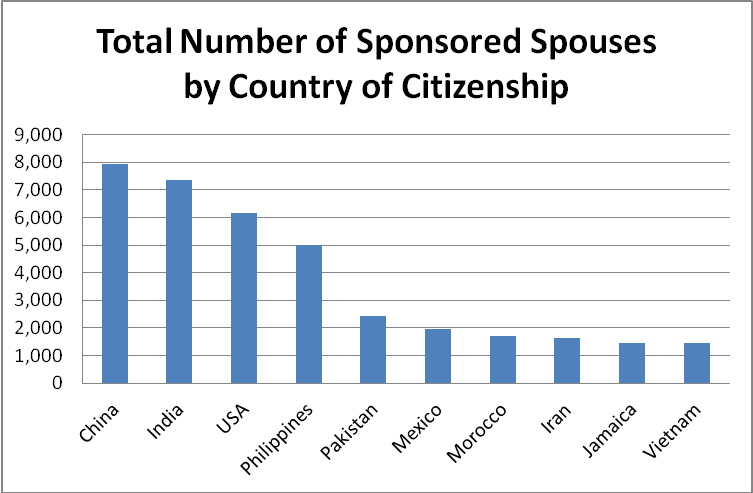 Total Number of Sponsored Spouses
by Country of Citizenship
9,000
8,000
7,000
6,000
5,000
4,000
3,000
2,000
1,000
0
China
India
USA
Philippines
Pakistan
Mexico
Morocco
Iran
Jamaica
Vietnam